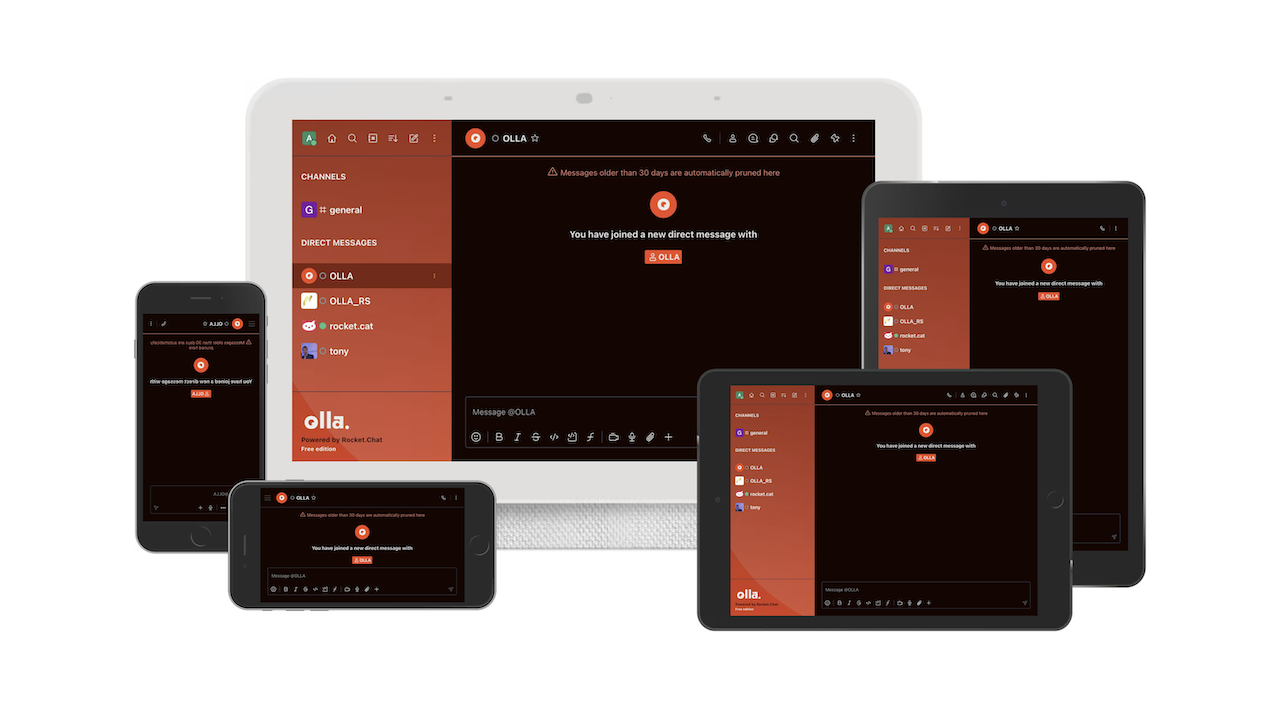 A
OLLA
CHANNELS
G # general
DIRECT MESSAGES
OLLA
OLLA_RS
rocket.cat
tony
olla.
Powered by Rocket.Chat
Free edition
Messages older than 30 days are automatically pruned here
You have joined a new direct message with
OLLA
Message @OLLA
A
OLLA
CHANNELS
G # general
DIRECT MESSAGES
OLLA
OLLA_RS
rocket.cat
tony
Messages older than 30 days are automatically pruned here
You have joined a new direct message with
OLLA
OLLA
Messages older than 30 days are automatically
pruned here
You have joined a new direct message with
OLLA
OLLA
OLLA
Messages older than 30 days are automatically pruned here
You have joined a new direct message with
OLLA
Message @OLLA
A
OLLA
CHANNELS
G # general
DIRECT MESSAGES
OLLA
OLLA_RS
rocket.cat
tony
olla.
Powered by Rocket.Chat
Free edition
Messages older than 30 days are automatically pruned here
You have joined a new direct message with
OLLA
Message @OLLA